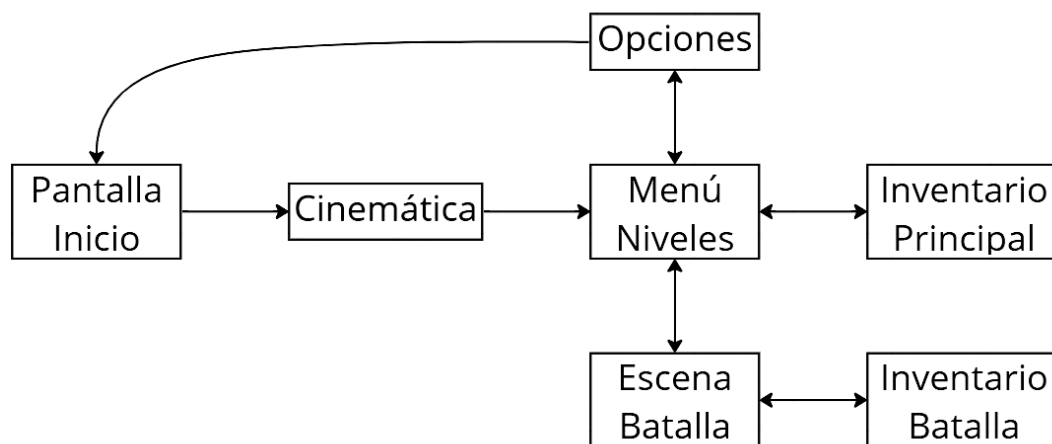 Opciones
Pantalla
Inicio
Cinemática
Menú
Niveles
Inventario
Principal
Escena
Batalla
Inventario
Batalla